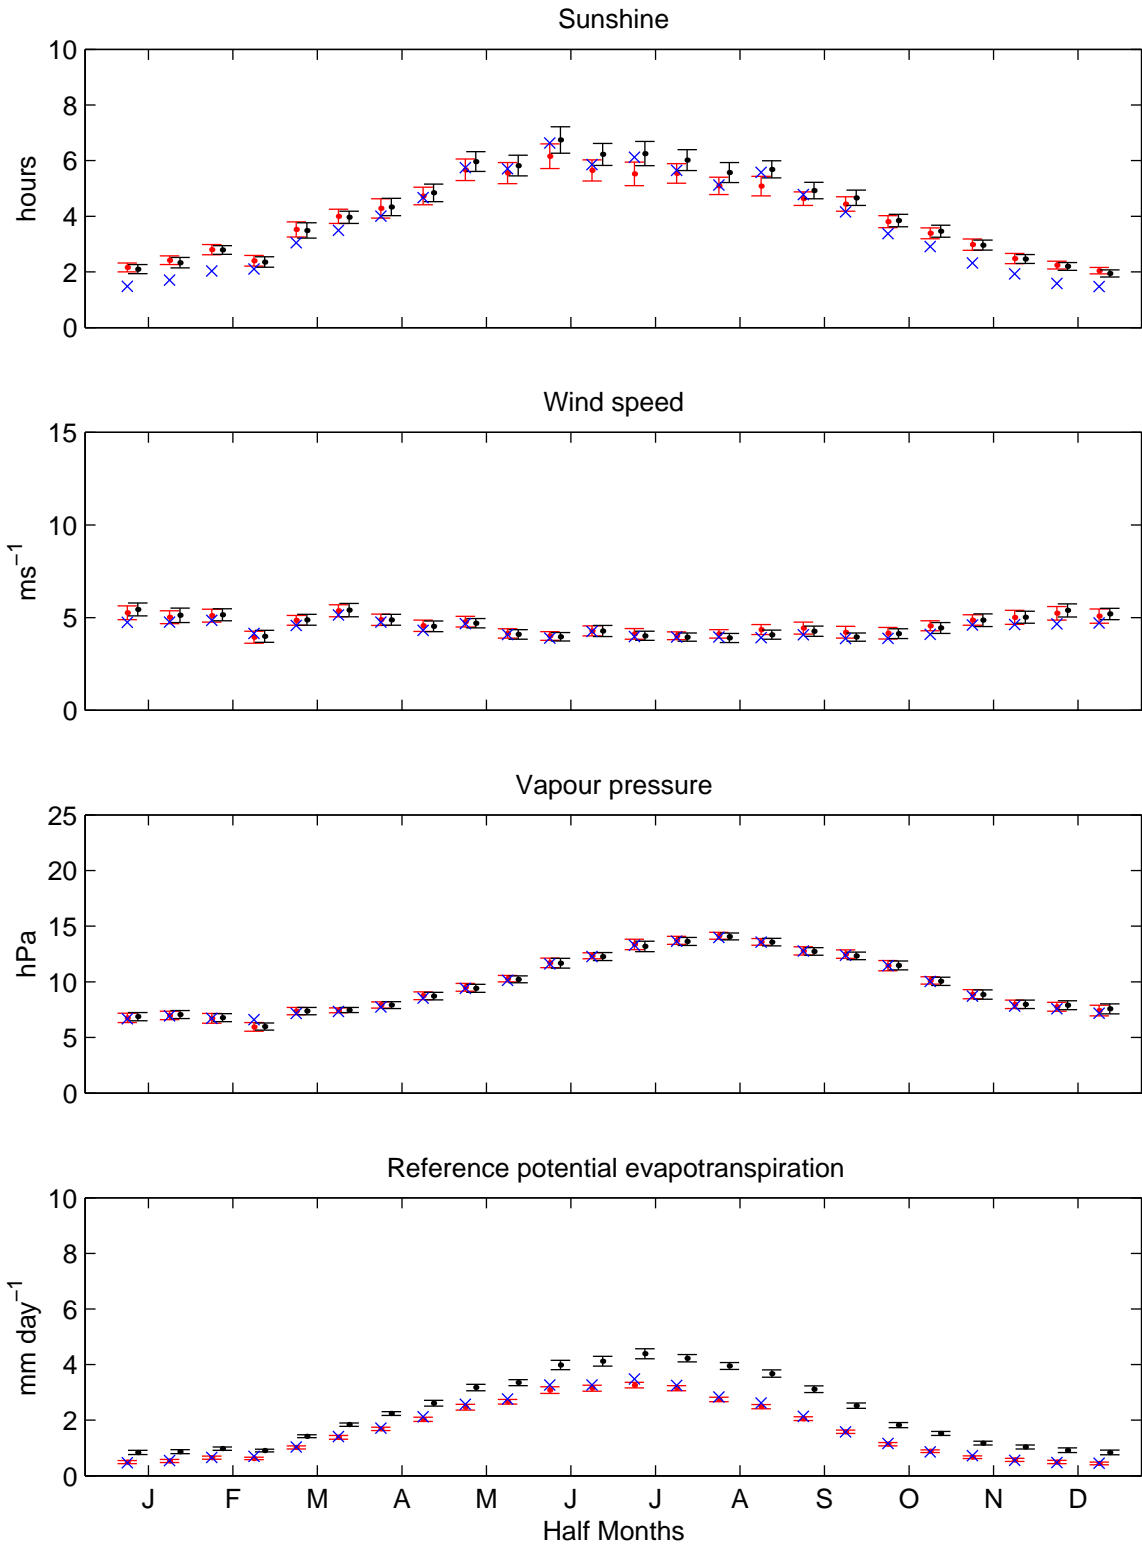 Sunshine
10
8
6
4
2
0
hours
Wind speed
15
10
5
0
ms⁻¹
Vapour pressure
25
20
15
10
5
0
hPa
Reference potential evapotranspiration
10
8
6
4
2
0
mm day⁻¹
J F M A M J J A S O N D
Half Months